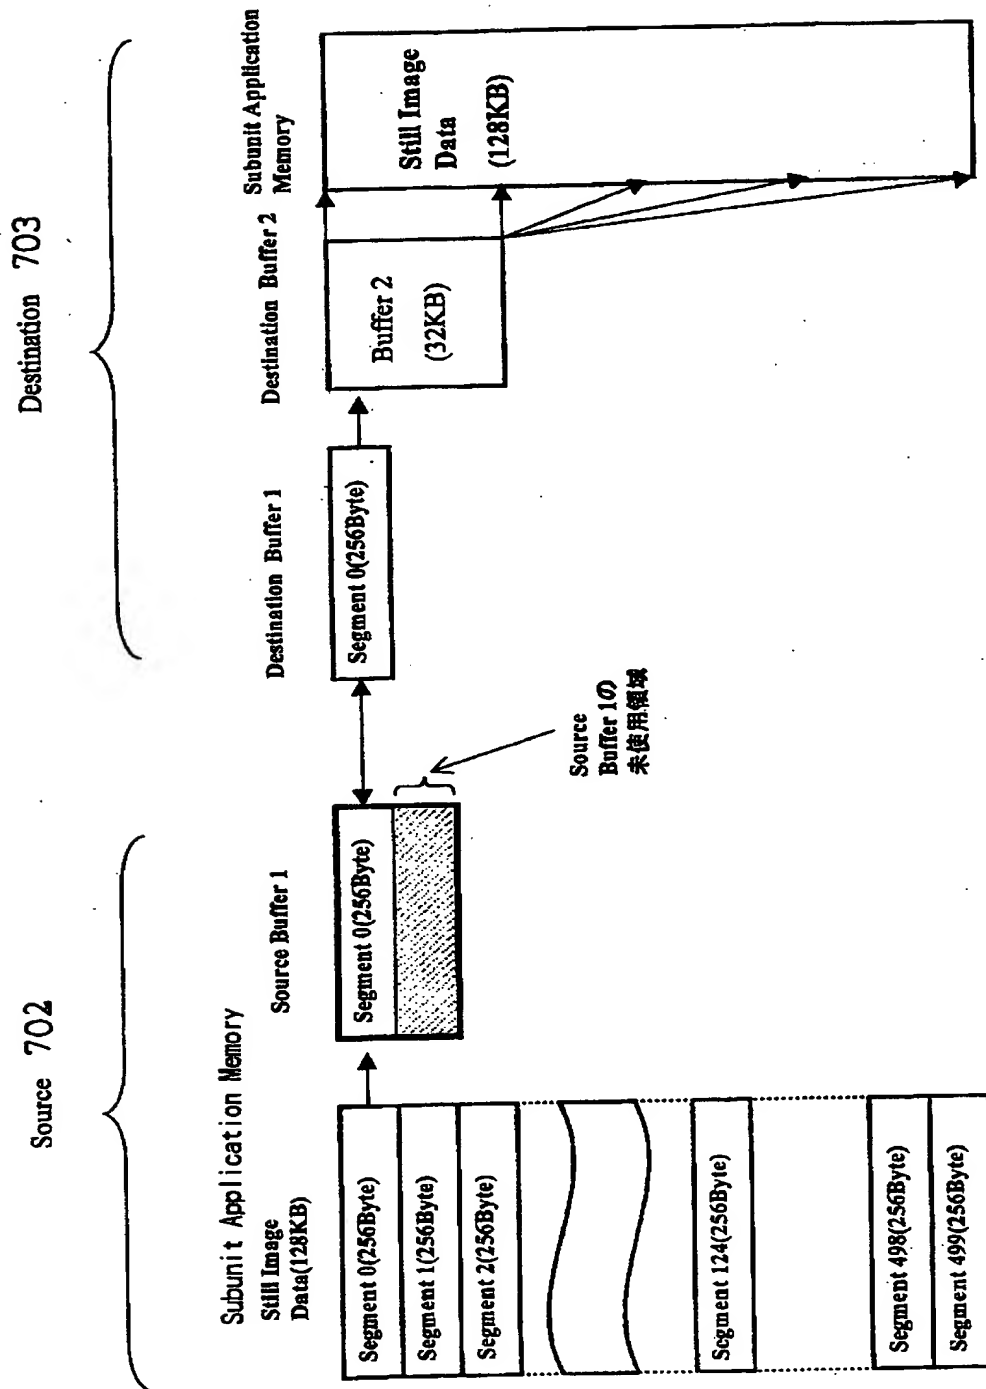 Source 702
Destination 703
Subunit Application Memory
Still Image
Data(128KB)
Segment 0(256Byte)
Segment 1(256Byte)
Segment 2(256Byte)
Segment 124(256Byte)
Segment 498(256Byte)
Segment 499(256Byte)
Source Buffer 1
Segment 0(256Byte)
Source
Buffer 1の
未使用領域
Destination Buffer 1
Segment 0(256Byte)
Destination Buffer 2
Buffer 2
(32KB)
Subunit Application
Memory
Still Image
Data
(128KB)